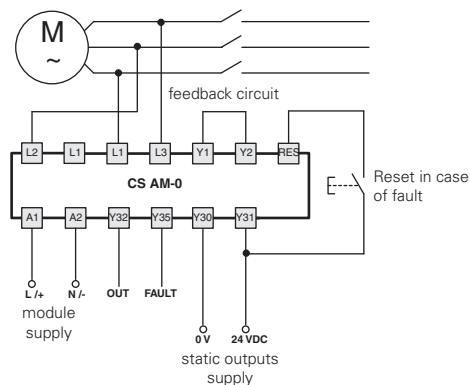 M
~
feedback circuit
L2 L1 L1 L3 Y1 Y2 RES
CS AM-0
Reset in case
of fault
A1 A2 Y32 Y35 Y30 Y31
L /+ N /- OUT FAULT
module
supply
0 V 24 VDC
static outputs
supply